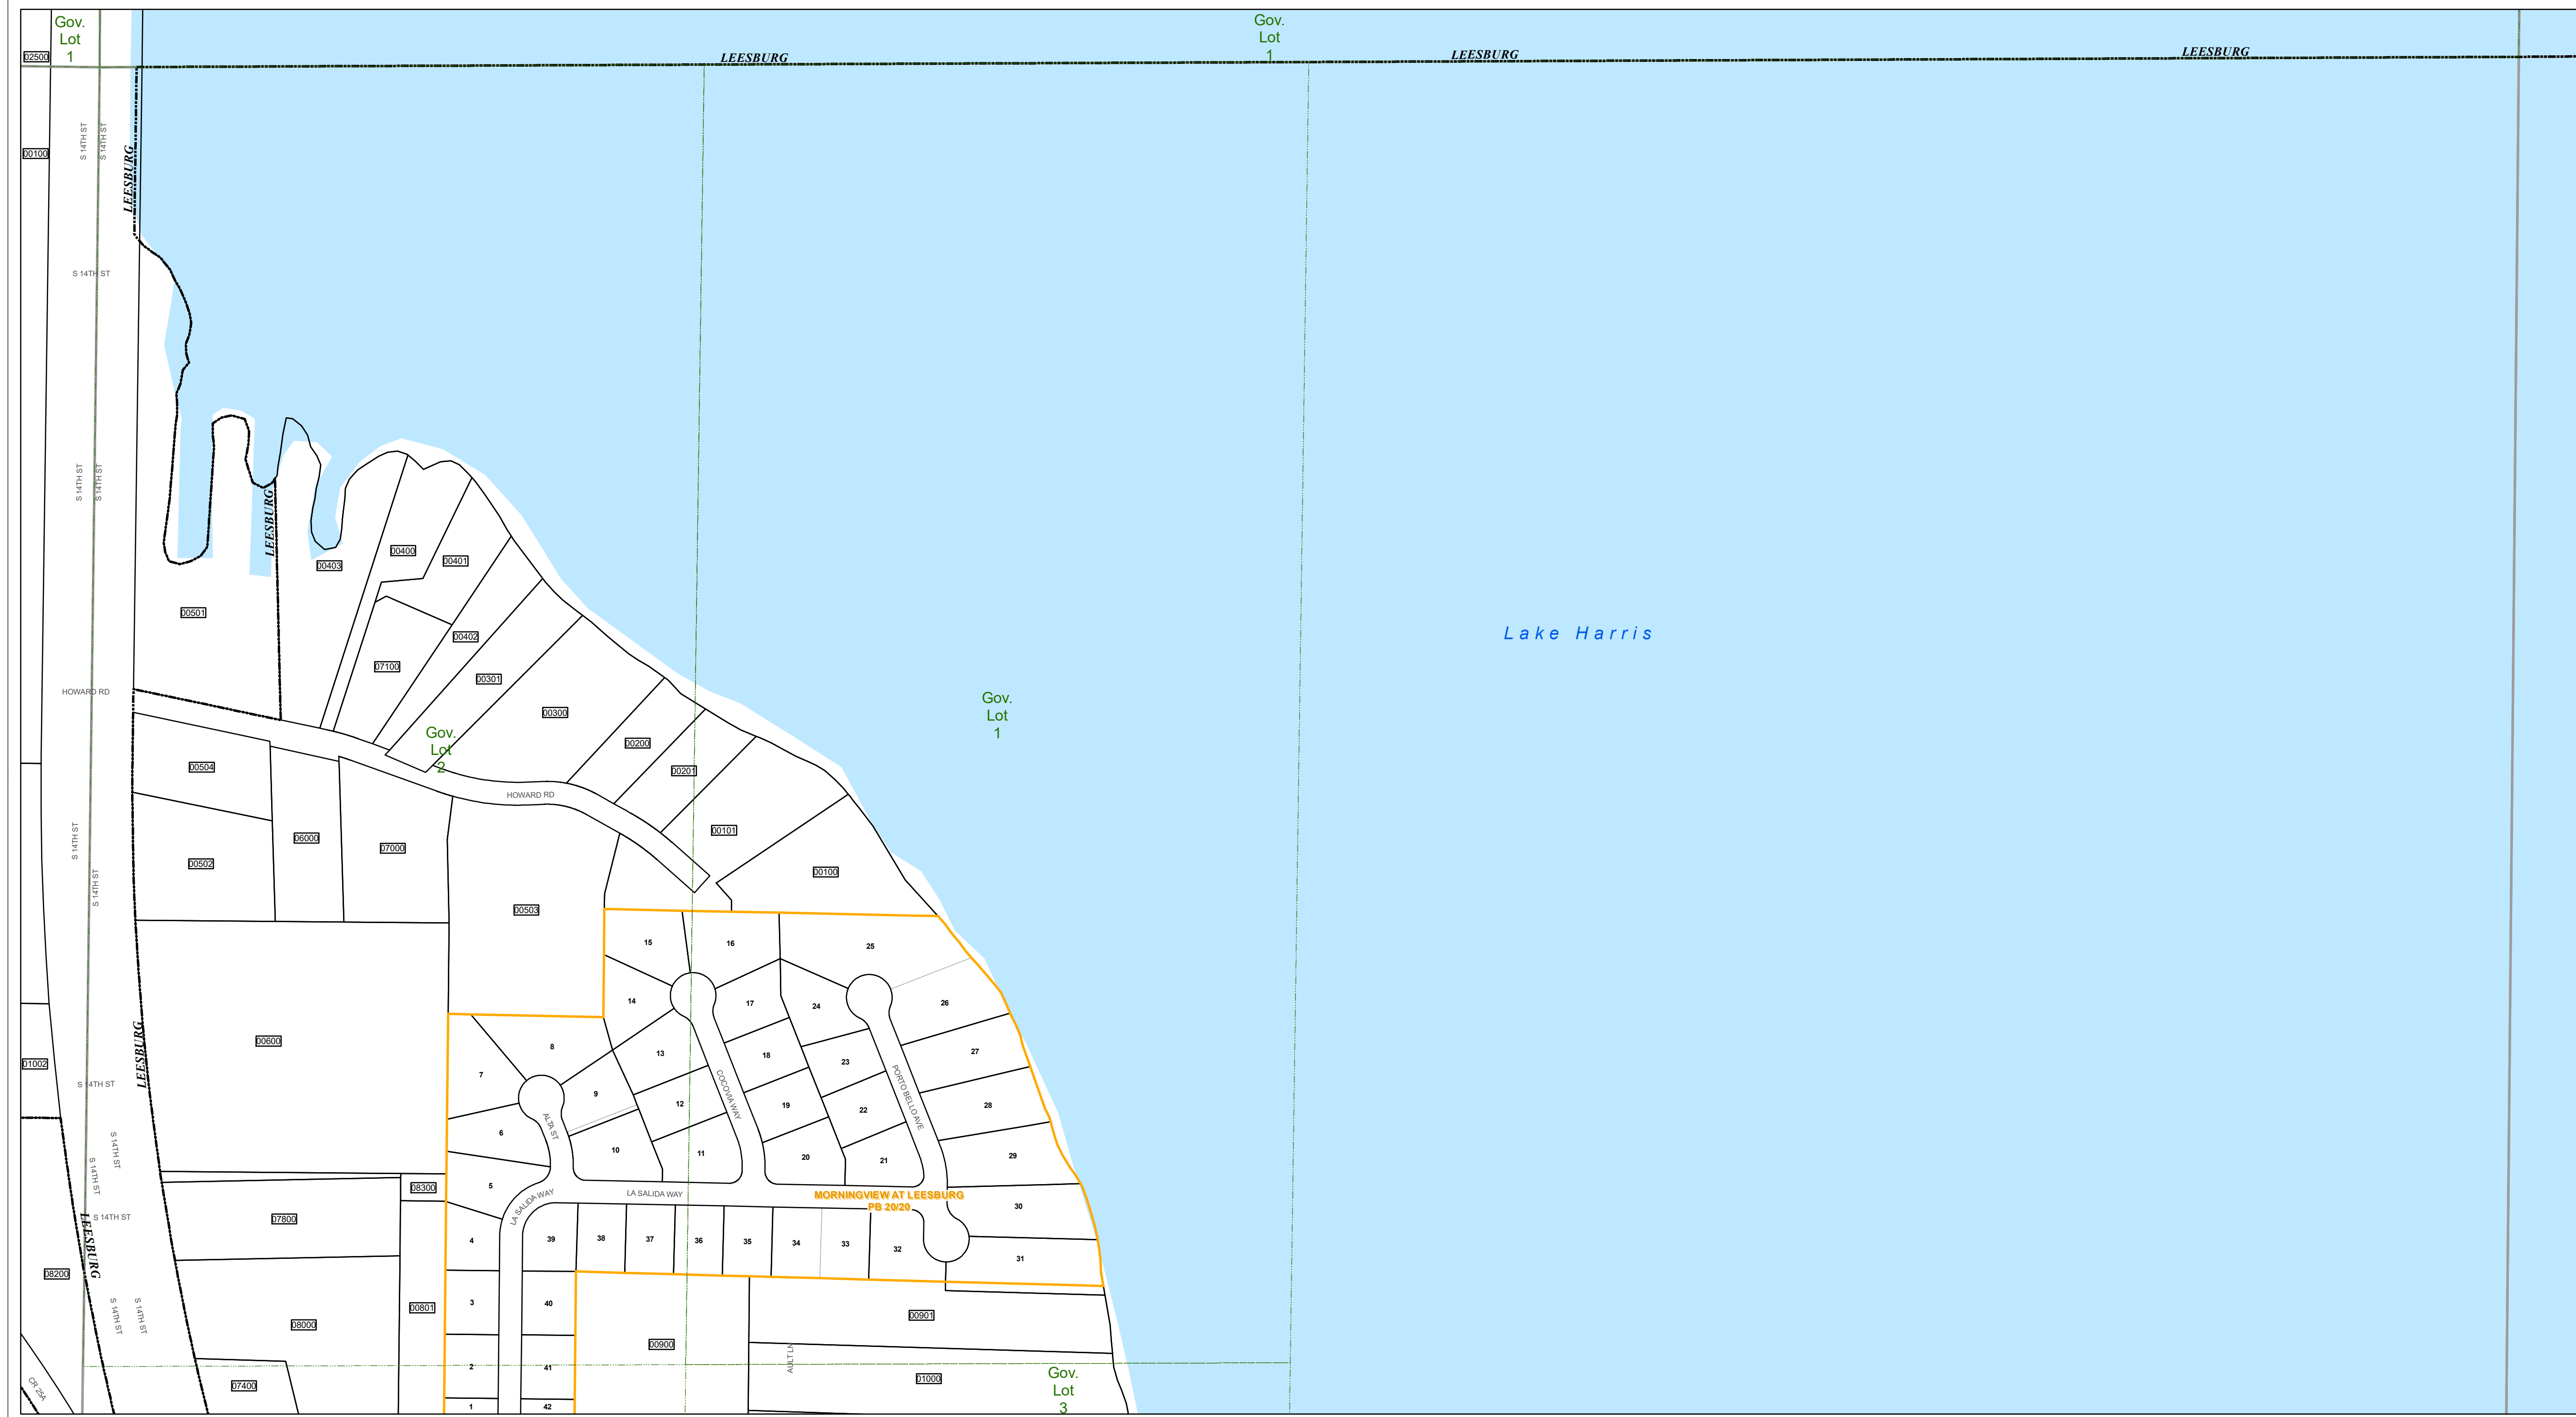 Gov.
Lot
1
Gov.
Lot
1
02500
LEESBURG
LEESBURG
LEESBURG
S 14TH ST
S 14TH ST
00100
LEESBURG
S 14TH ST
S 14TH ST
S 14TH ST
LEESBURG
00400
00401
00403
00501
Lake Harris
00402
07100
00301
HOWARD RD
Gov.
Lot
1
00300
Gov.
Lot
2
00200
00504
00201
HOWARD RD
00101
S 14TH ST
06000
07000
00502
00100
S 14TH ST
00503
15
16
25
14
17
24
26
00600
LEESBURG
8
13
18
23
27
01002
7
S 14TH ST
COCOVIA WAY
PORTO BELLO AVE
9
12
19
22
28
ALTA ST
6
S 14TH ST
10
11
20
21
29
S 14TH ST
08300
5
LA SALIDA WAY
LA SALIDA WAY
MORNINGVIEW AT LEESBURG
PB 20/20
30
07800
S 14TH ST
LEESBURG
4
39
38
37
36
35
34
33
32
31
08200
3
40
00801
S 14TH ST
S 14TH ST
00901
08000
00900
AULT LN
2
41
Gov.
Lot
3
01000
07400
CR 25A
1
42